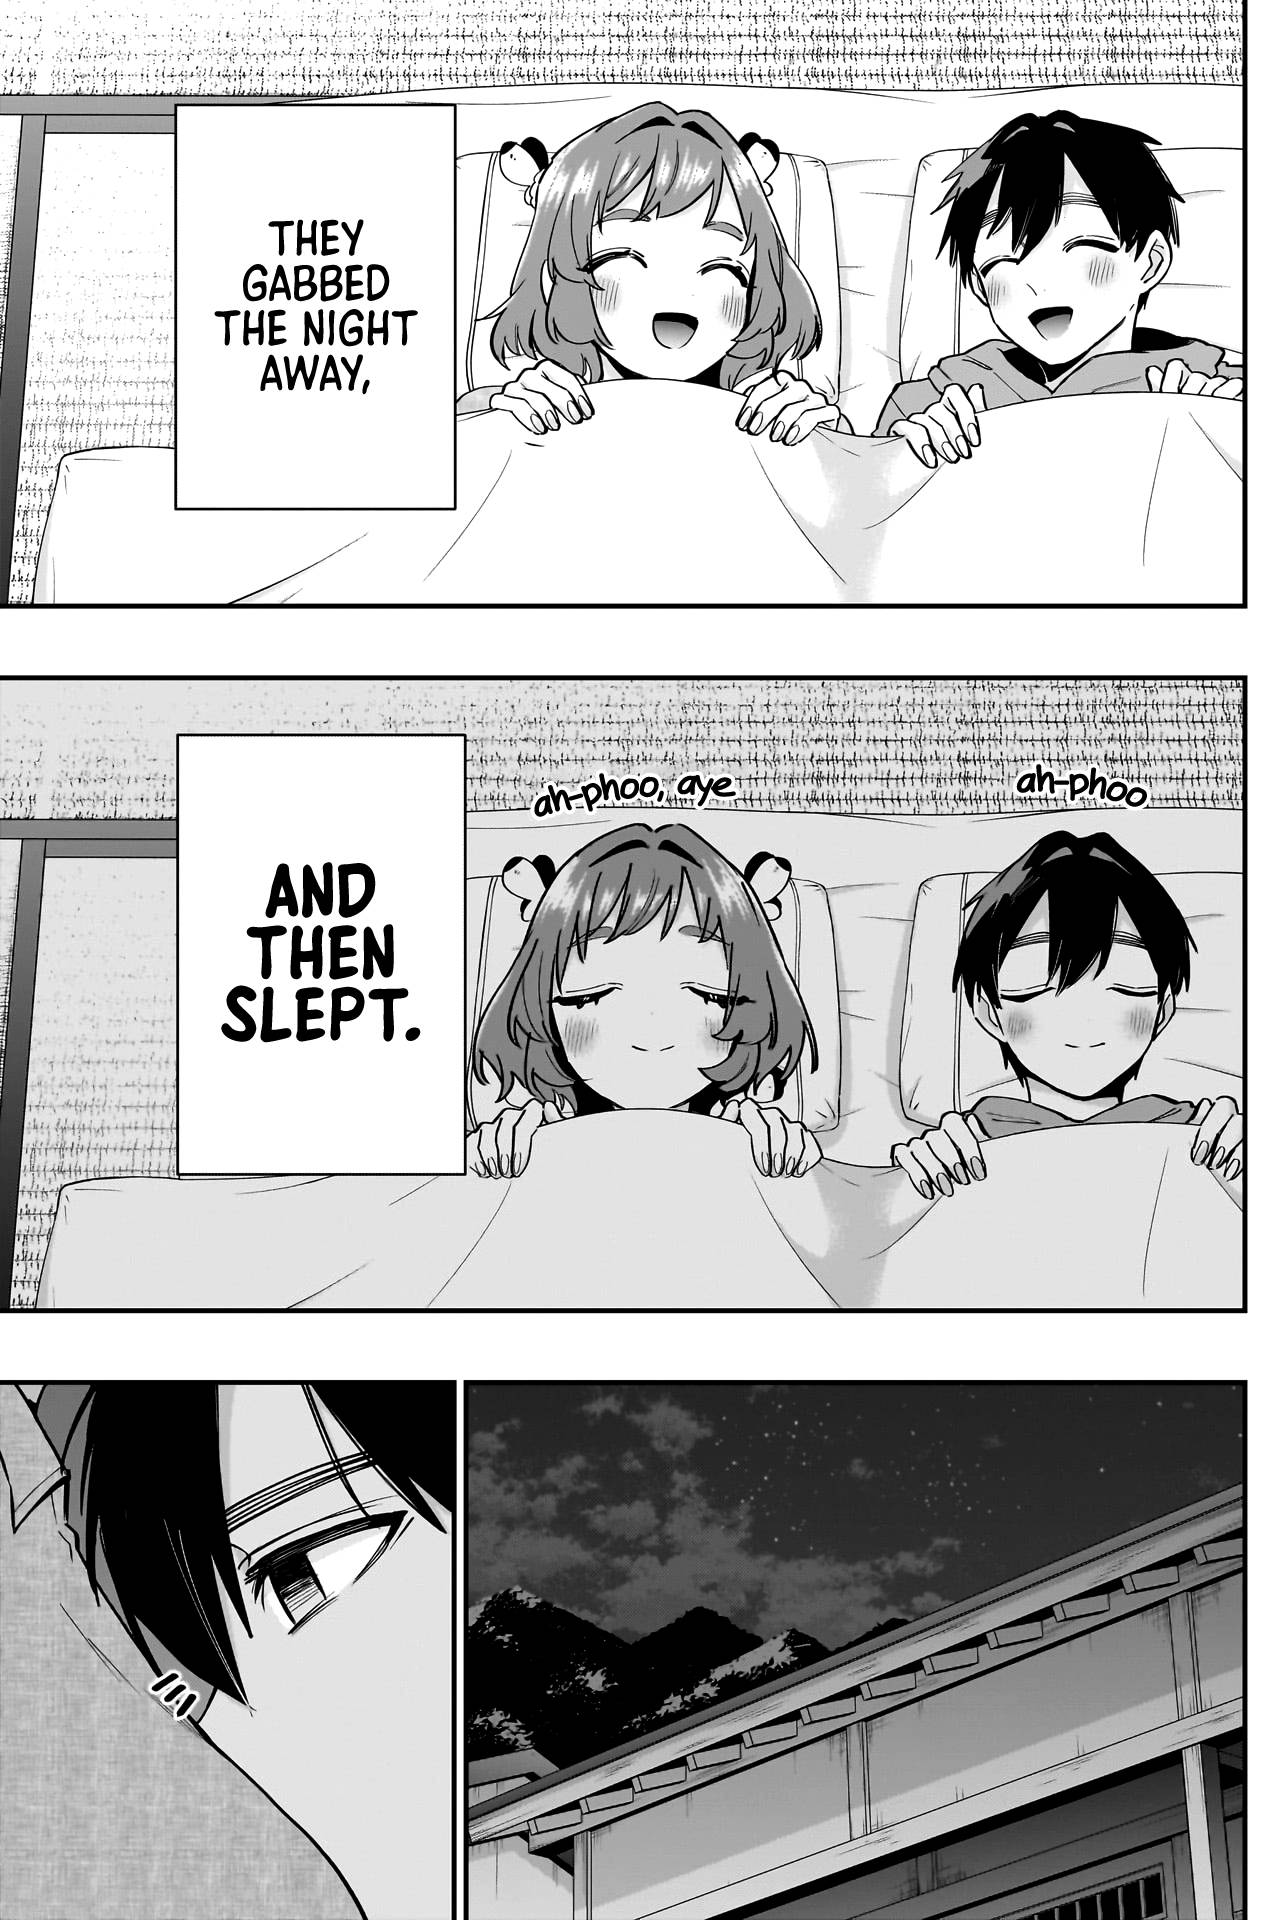 THEY
GABBED
THE NIGHT
AWAY,
ah-phoo
ah-phoo, aye
AND
THEN
SLEPT.